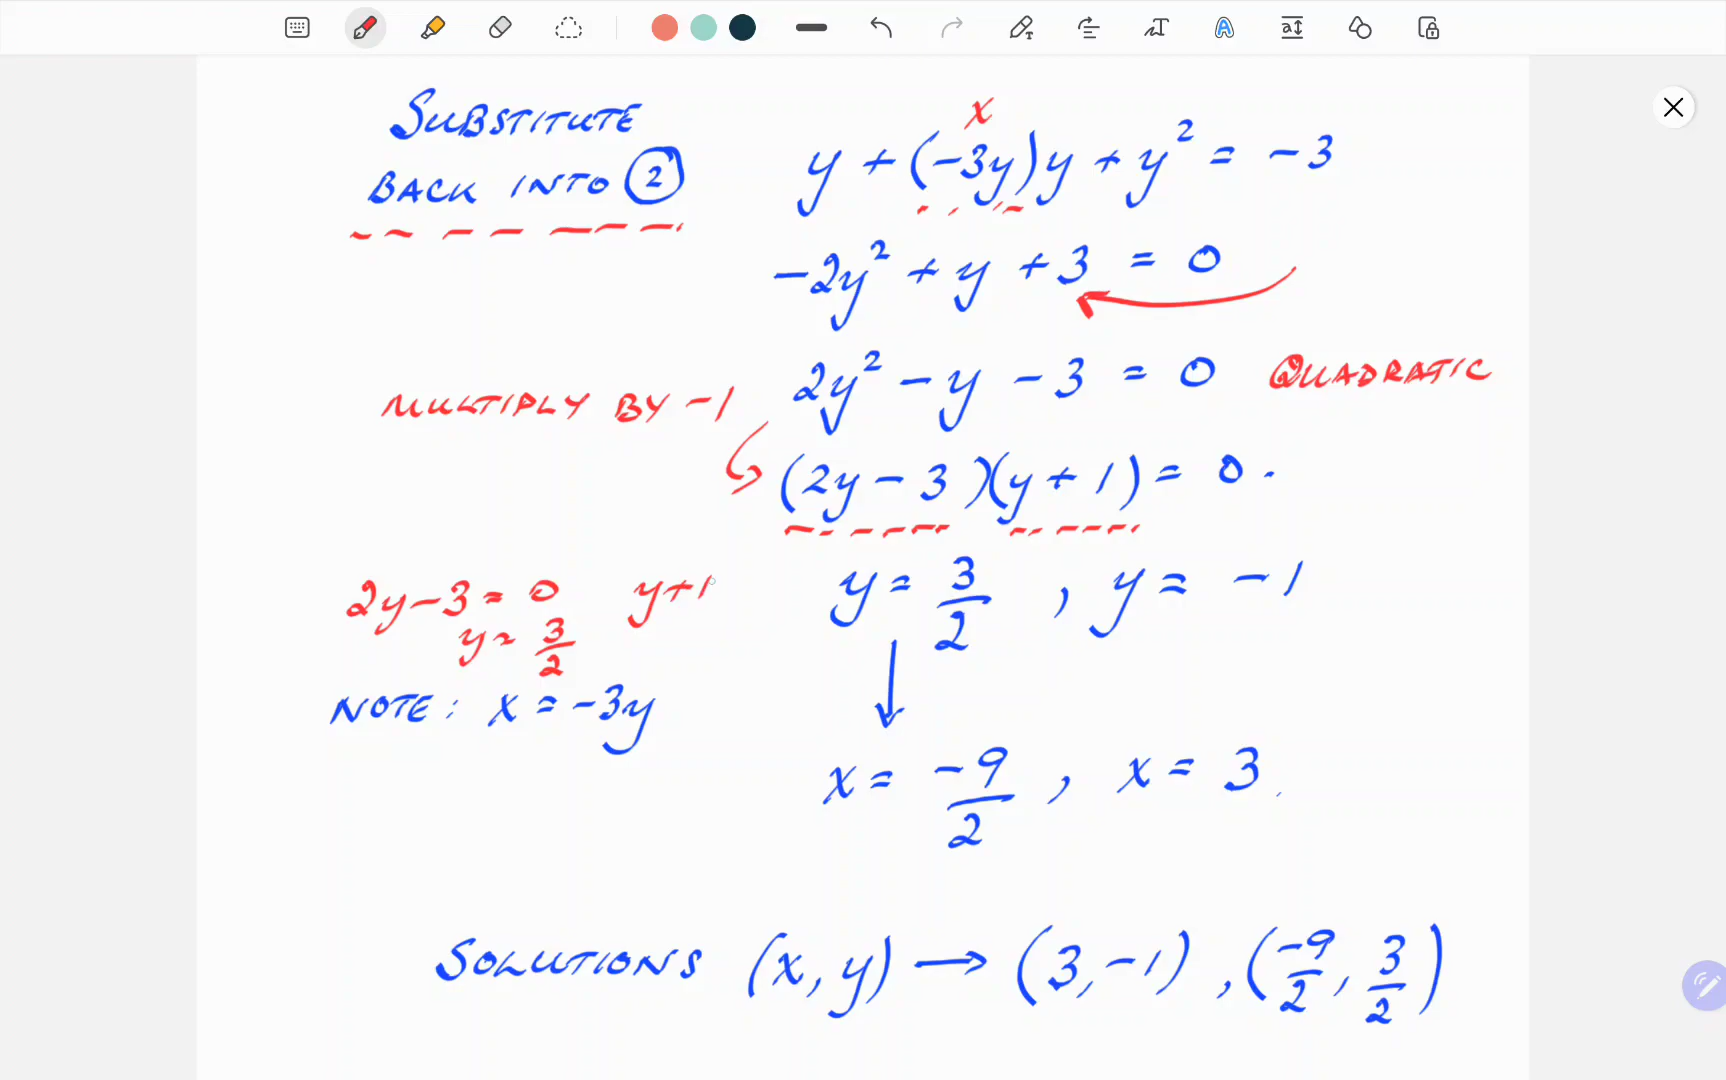 SUBSTITUTE
BACK INTO ②
x
y + (-3y)y + y² = -3
-2y² + y + 3 = 0
MULTIPLY BY -1
2y² - y - 3 = 0 QUADRATIC
(2y - 3)(y + 1) = 0.
2y-3 = 0 y+1
y = 3/2
y = 3/2 , y = -1
NOTE: x = -3y
x = -9/2 , x = 3.
SOLUTIONS (x, y) → (3, -1) , (-9/2, 3/2)